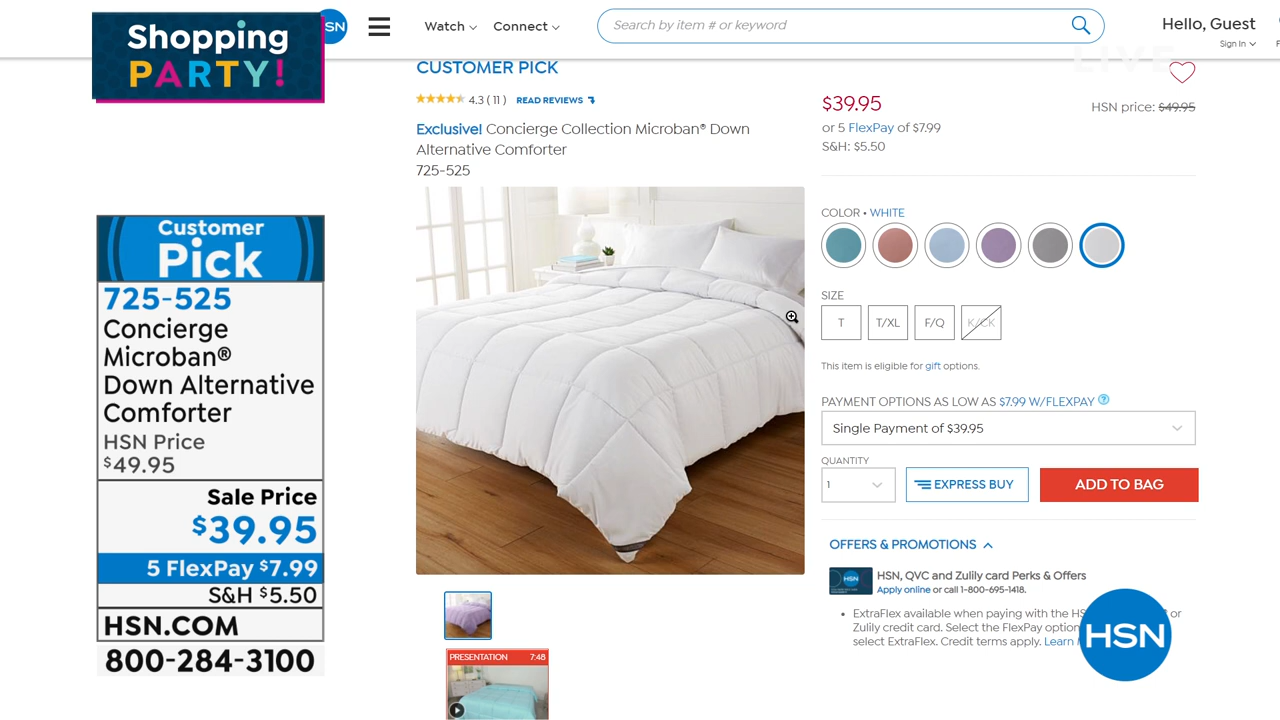 Shopping
PARTY!
SN
Watch
Connect
Search by item # or keyword
Hello, Guest
Sign In
LIVE
CUSTOMER PICK
4.3 ( 11 ) READ REVIEWS
Exclusive! Concierge Collection Microban® Down
Alternative Comforter
725-525
$39.95
HSN price: $49.95
or 5 FlexPay of $7.99
S&H: $5.50
COLOR • WHITE
SIZE
T
T/XL
F/Q
K/CK
This item is eligible for gift options.
PAYMENT OPTIONS AS LOW AS $7.99 W/FLEXPAY
Single Payment of $39.95
QUANTITY
1
EXPRESS BUY
ADD TO BAG
OFFERS & PROMOTIONS
HSN
HSN, QVC and Zulily card Perks & Offers
Apply online or call 1-800-695-1418.
• ExtraFlex available when paying with the HS or
Zulily credit card. Select the FlexPay option
select ExtraFlex. Credit terms apply. Learn
HSN
PRESENTATION 7:48
Customer
Pick
725-525
Concierge
Microban®
Down Alternative
Comforter
HSN Price
$49.95
Sale Price
$39.95
5 FlexPay $7.99
S&H $5.50
HSN.COM
800-284-3100